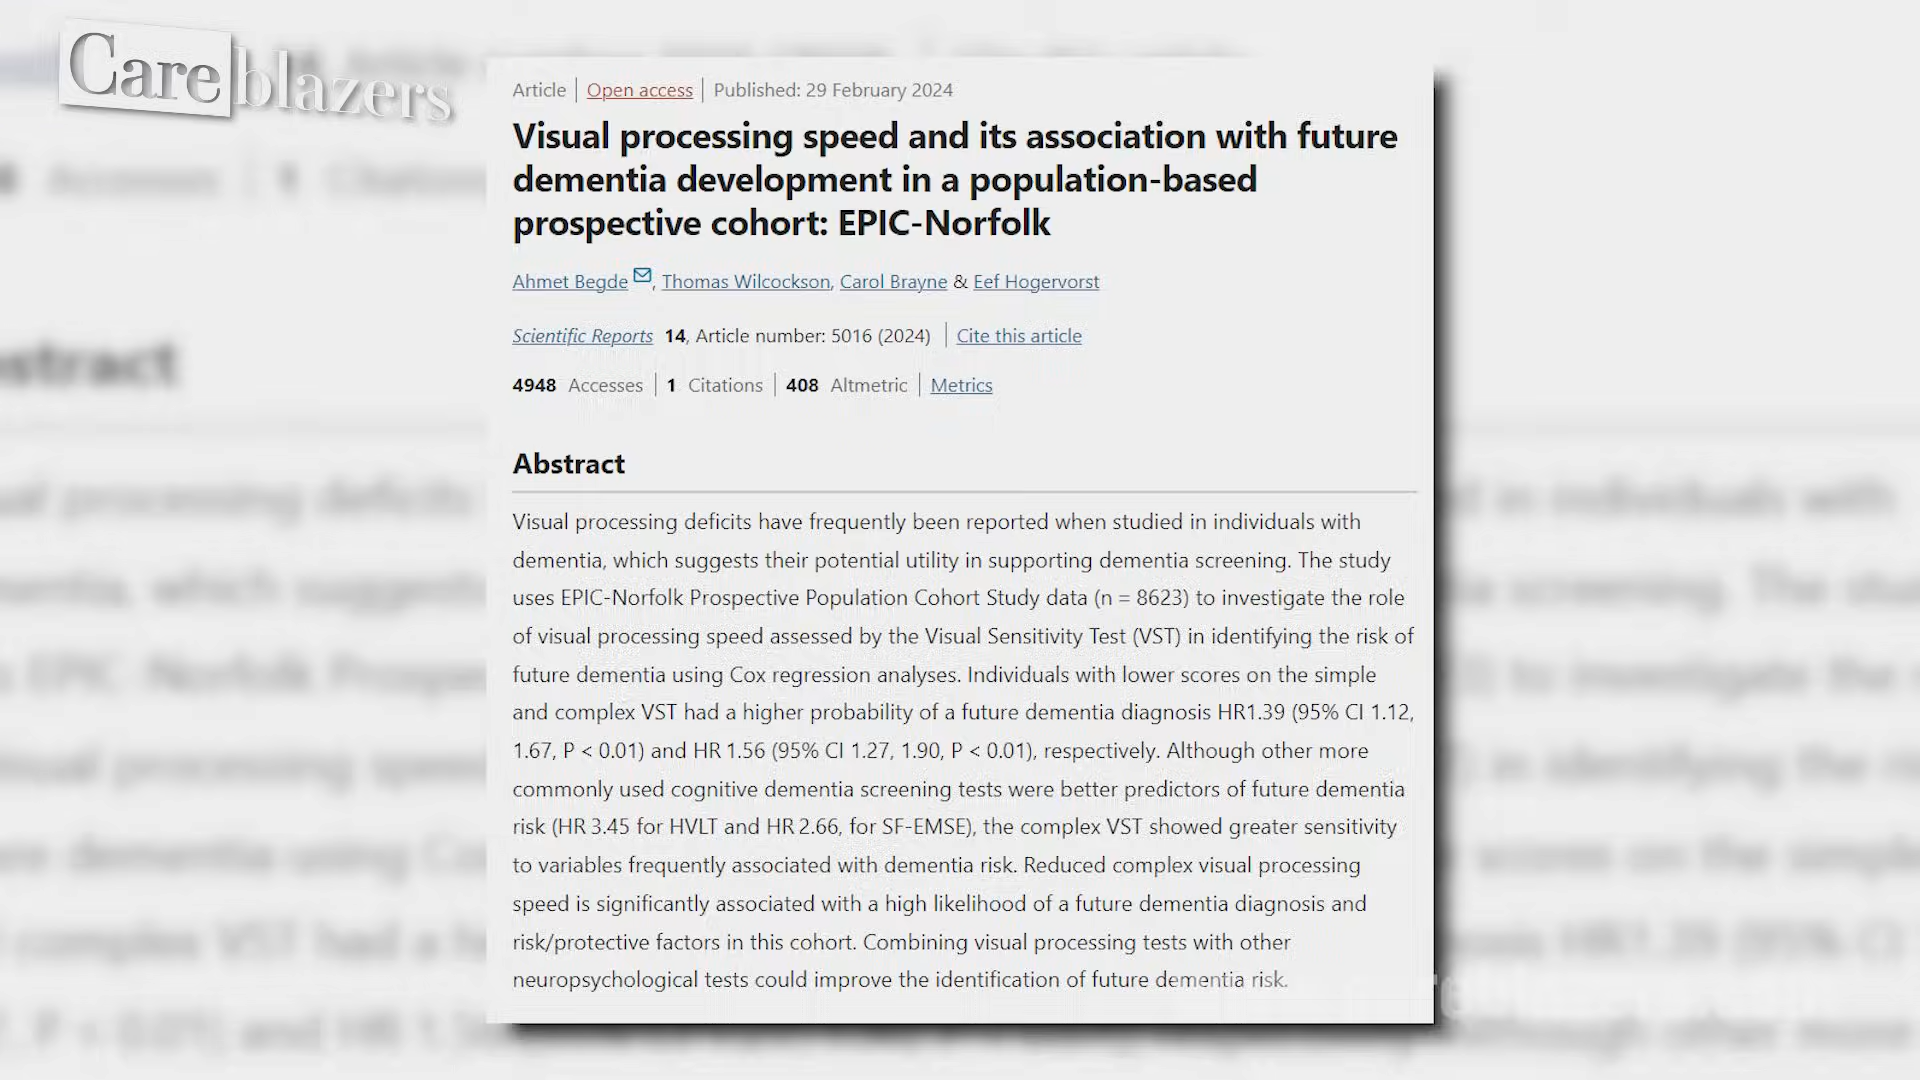 Careblazers
Article | Open access | Published: 29 February 2024
Visual processing speed and its association with future
dementia development in a population-based
prospective cohort: EPIC-Norfolk
Ahmet Begde, Thomas Wilcockson, Carol Brayne & Eef Hogervorst
Scientific Reports 14, Article number: 5016 (2024) | Cite this article
4948 Accesses | 1 Citations | 408 Altmetric | Metrics
Abstract
Visual processing deficits have frequently been reported when studied in individuals with
dementia, which suggests their potential utility in supporting dementia screening. The study
uses EPIC-Norfolk Prospective Population Cohort Study data (n = 8623) to investigate the role
of visual processing speed assessed by the Visual Sensitivity Test (VST) in identifying the risk of
future dementia using Cox regression analyses. Individuals with lower scores on the simple
and complex VST had a higher probability of a future dementia diagnosis HR1.39 (95% CI 1.12,
1.67, P < 0.01) and HR 1.56 (95% CI 1.27, 1.90, P < 0.01), respectively. Although other more
commonly used cognitive dementia screening tests were better predictors of future dementia
risk (HR 3.45 for HVLT and HR 2.66, for SF-EMSE), the complex VST showed greater sensitivity
to variables frequently associated with dementia risk. Reduced complex visual processing
speed is significantly associated with a high likelihood of a future dementia diagnosis and
risk/protective factors in this cohort. Combining visual processing tests with other
neuropsychological tests could improve the identification of future dementia risk.